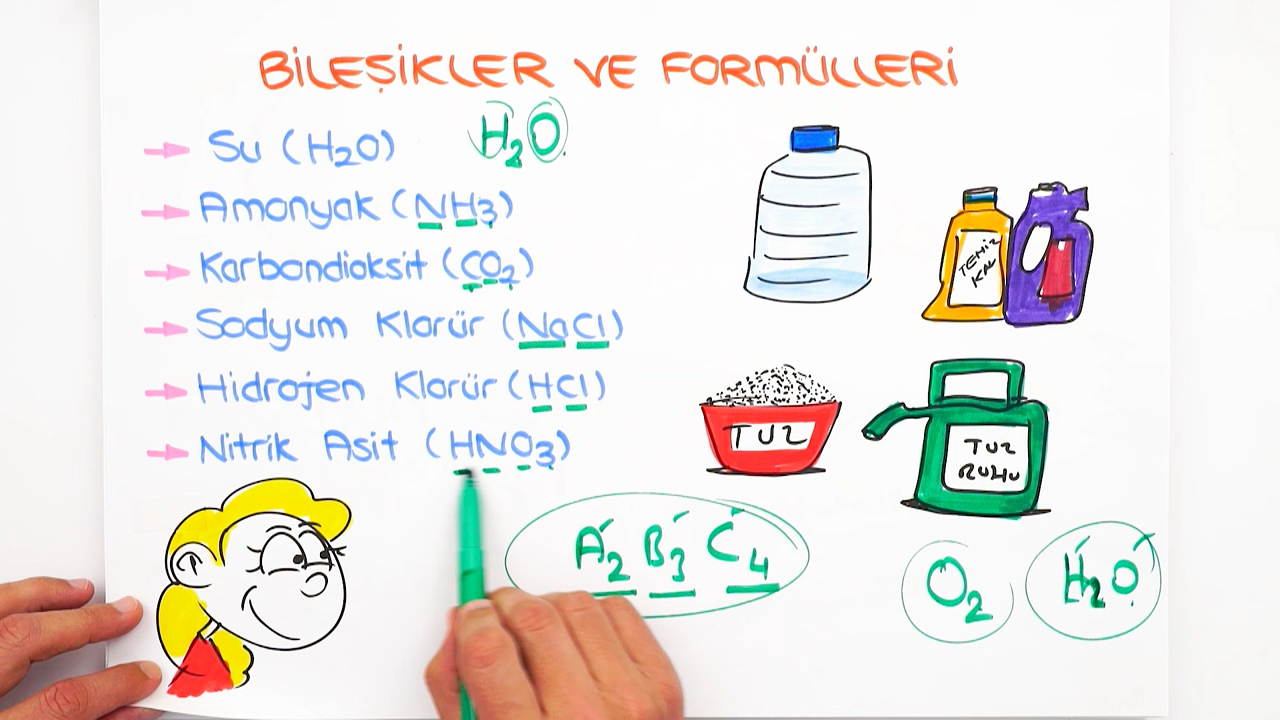 BİLEŞİKLER VE FORMÜLLERİ
Su (H2O) H2O
Amonyak (NH3)
Karbondioksit (CO2)
Sodyum Klorür (NaCl)
Hidrojen Klorür (HCl)
Nitrik Asit (HNO3)
TEMİZ
KAL
TUZ
TUZ
RUHU
A2 B3 C4
O2
H2O